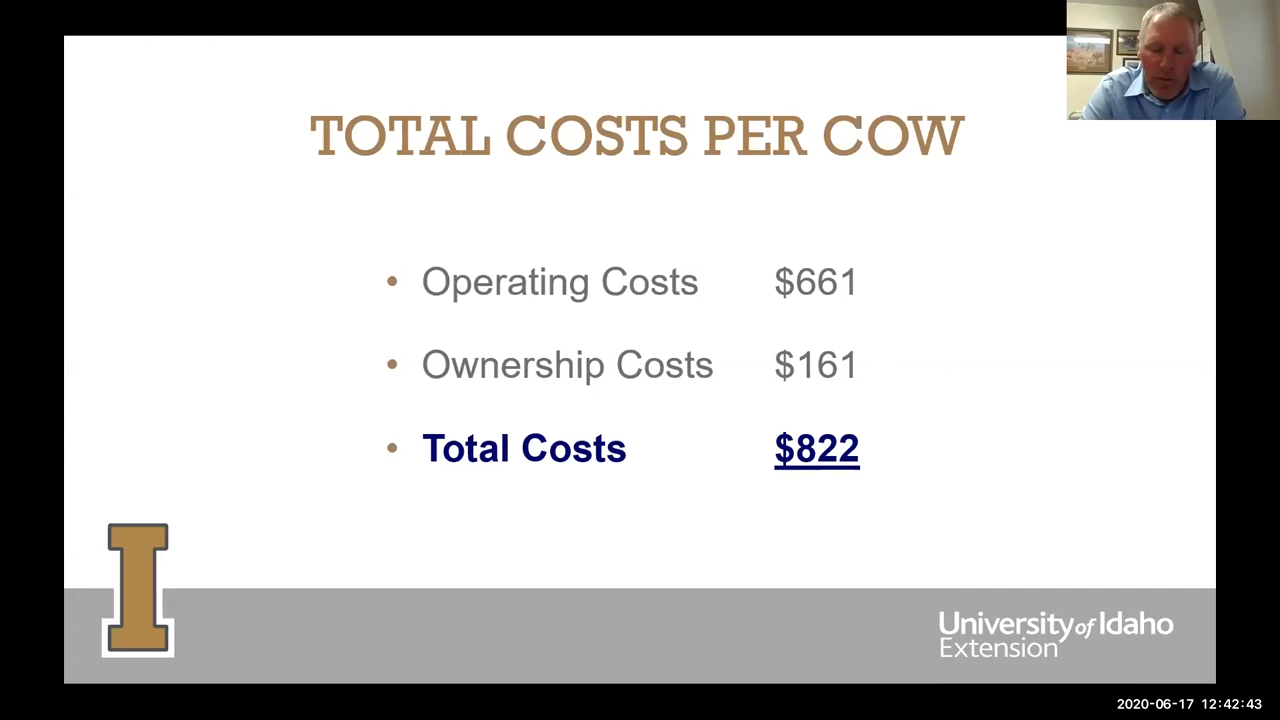 TOTAL COSTS PER COW
• Operating Costs $661
• Ownership Costs $161
• Total Costs $822
I
University of Idaho
Extension
2020-06-17 12:42:43